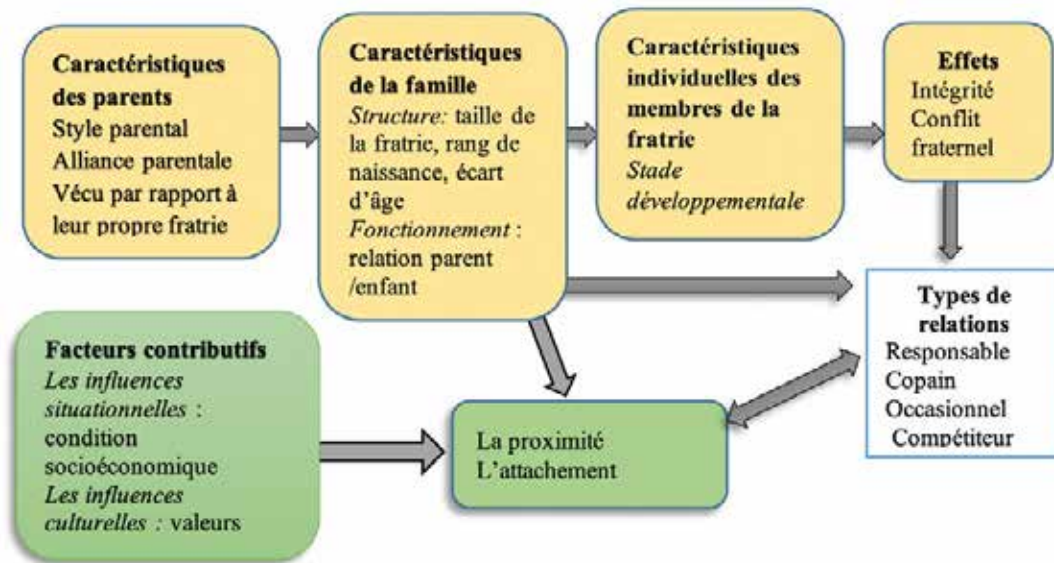 Caractéristiques
des parents
Style parental
Alliance parentale
Vécu par rapport à
leur propre fratrie
Caractéristiques
de la famille
Structure: taille de
la fratrie, rang de
naissance, écart
d’âge
Fonctionnement :
relation parent
/enfant
Caractéristiques
individuelles des
membres de la
fratrie
Stade
développementale
Effets
Intégrité
Conflit
fraternel
Types de
relations
Responsable
Copain
Occasionnel
Compétiteur
Facteurs contributifs
Les influences
situationnelles :
condition
socioéconomique
Les influences
culturelles : valeurs
La proximité
L’attachement